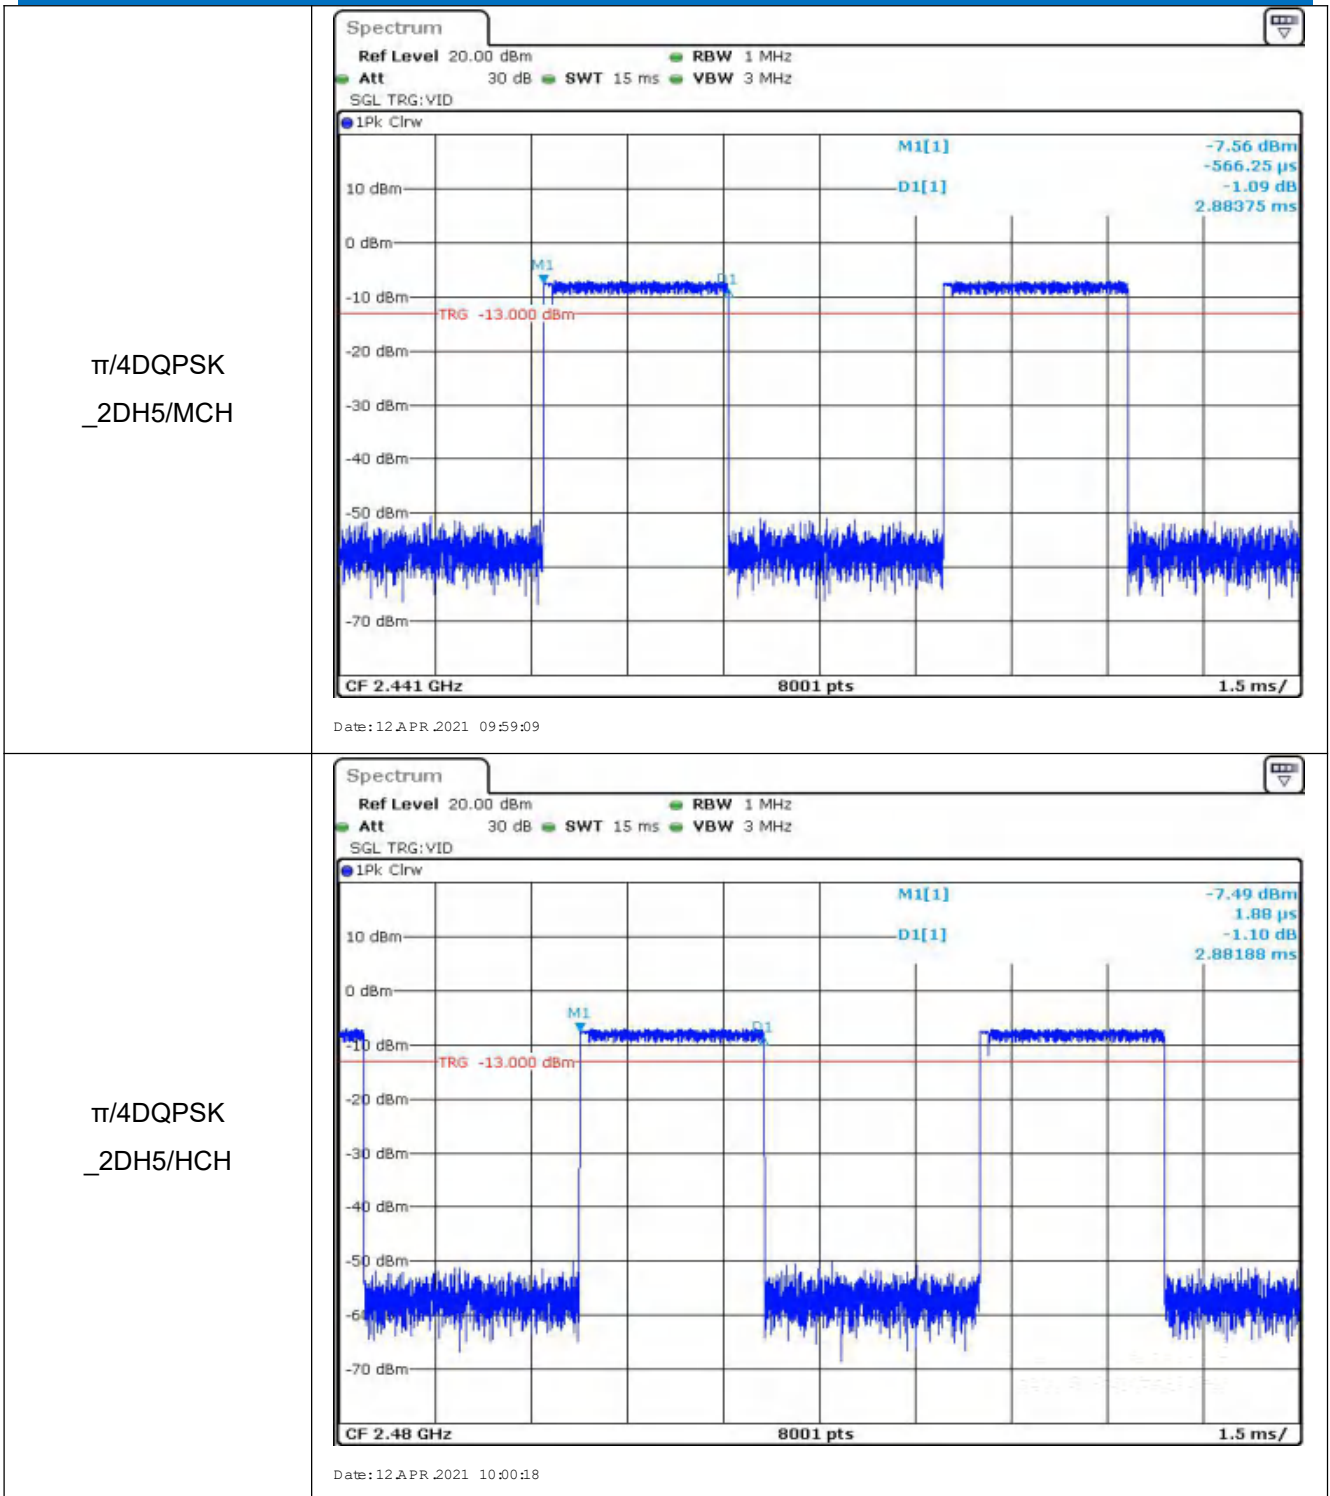 π/4DQPSK
_2DH5/MCH
Spectrum
Ref Level 20.00 dBm RBW 1 MHz
Att 30 dB SWT 15 ms VBW 3 MHz
SGL TRG:VID
1Pk Clrw
M1[1] -7.56 dBm
-566.25 µs
D1[1] -1.09 dB
2.88375 ms
10 dBm
0 dBm
M1
D1
-10 dBm
TRG -13.000 dBm
-20 dBm
-30 dBm
-40 dBm
-50 dBm
-70 dBm
CF 2.441 GHz 8001 pts 1.5 ms/
Date: 12.APR.2021 09:59:09
π/4DQPSK
_2DH5/HCH
Spectrum
Ref Level 20.00 dBm RBW 1 MHz
Att 30 dB SWT 15 ms VBW 3 MHz
SGL TRG:VID
1Pk Clrw
M1[1] -7.49 dBm
1.88 µs
D1[1] -1.10 dB
2.88188 ms
10 dBm
0 dBm
M1
D1
-10 dBm
TRG -13.000 dBm
-20 dBm
-30 dBm
-40 dBm
-50 dBm
-70 dBm
CF 2.48 GHz 8001 pts 1.5 ms/
Date: 12.APR.2021 10:00:18